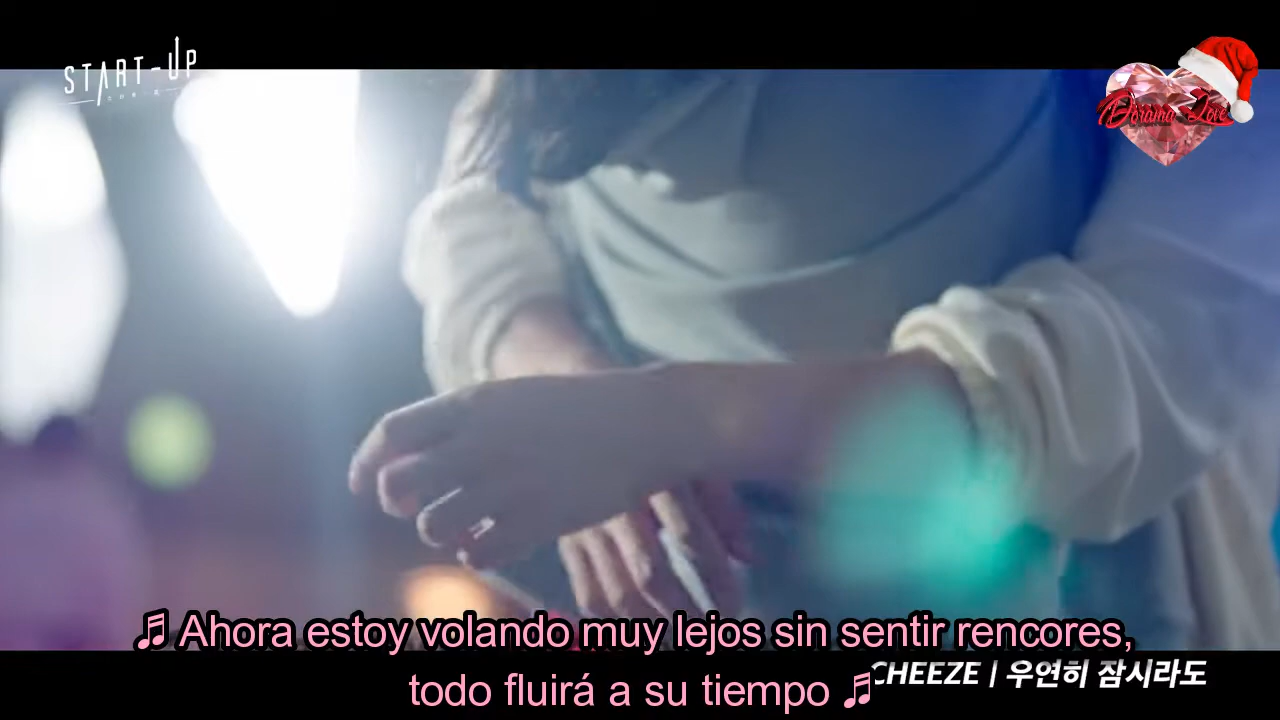 START-UP
Dorama Love
♫ Ahora estoy volando muy lejos sin sentir rencores,
todo fluirá a su tiempo ♫
CHEEZE | 우연히 잠시라도